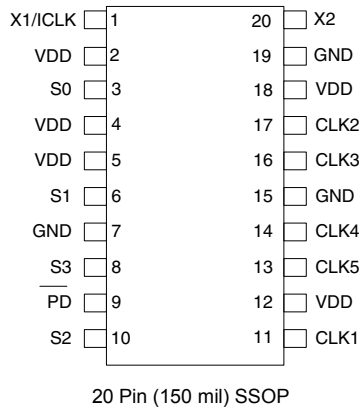 X1/ICLK 1 20 X2
VDD 2 19 GND
S0 3 18 VDD
VDD 4 17 CLK2
VDD 5 16 CLK3
S1 6 15 GND
GND 7 14 CLK4
S3 8 13 CLK5
PD 9 12 VDD
S2 10 11 CLK1
20 Pin (150 mil) SSOP